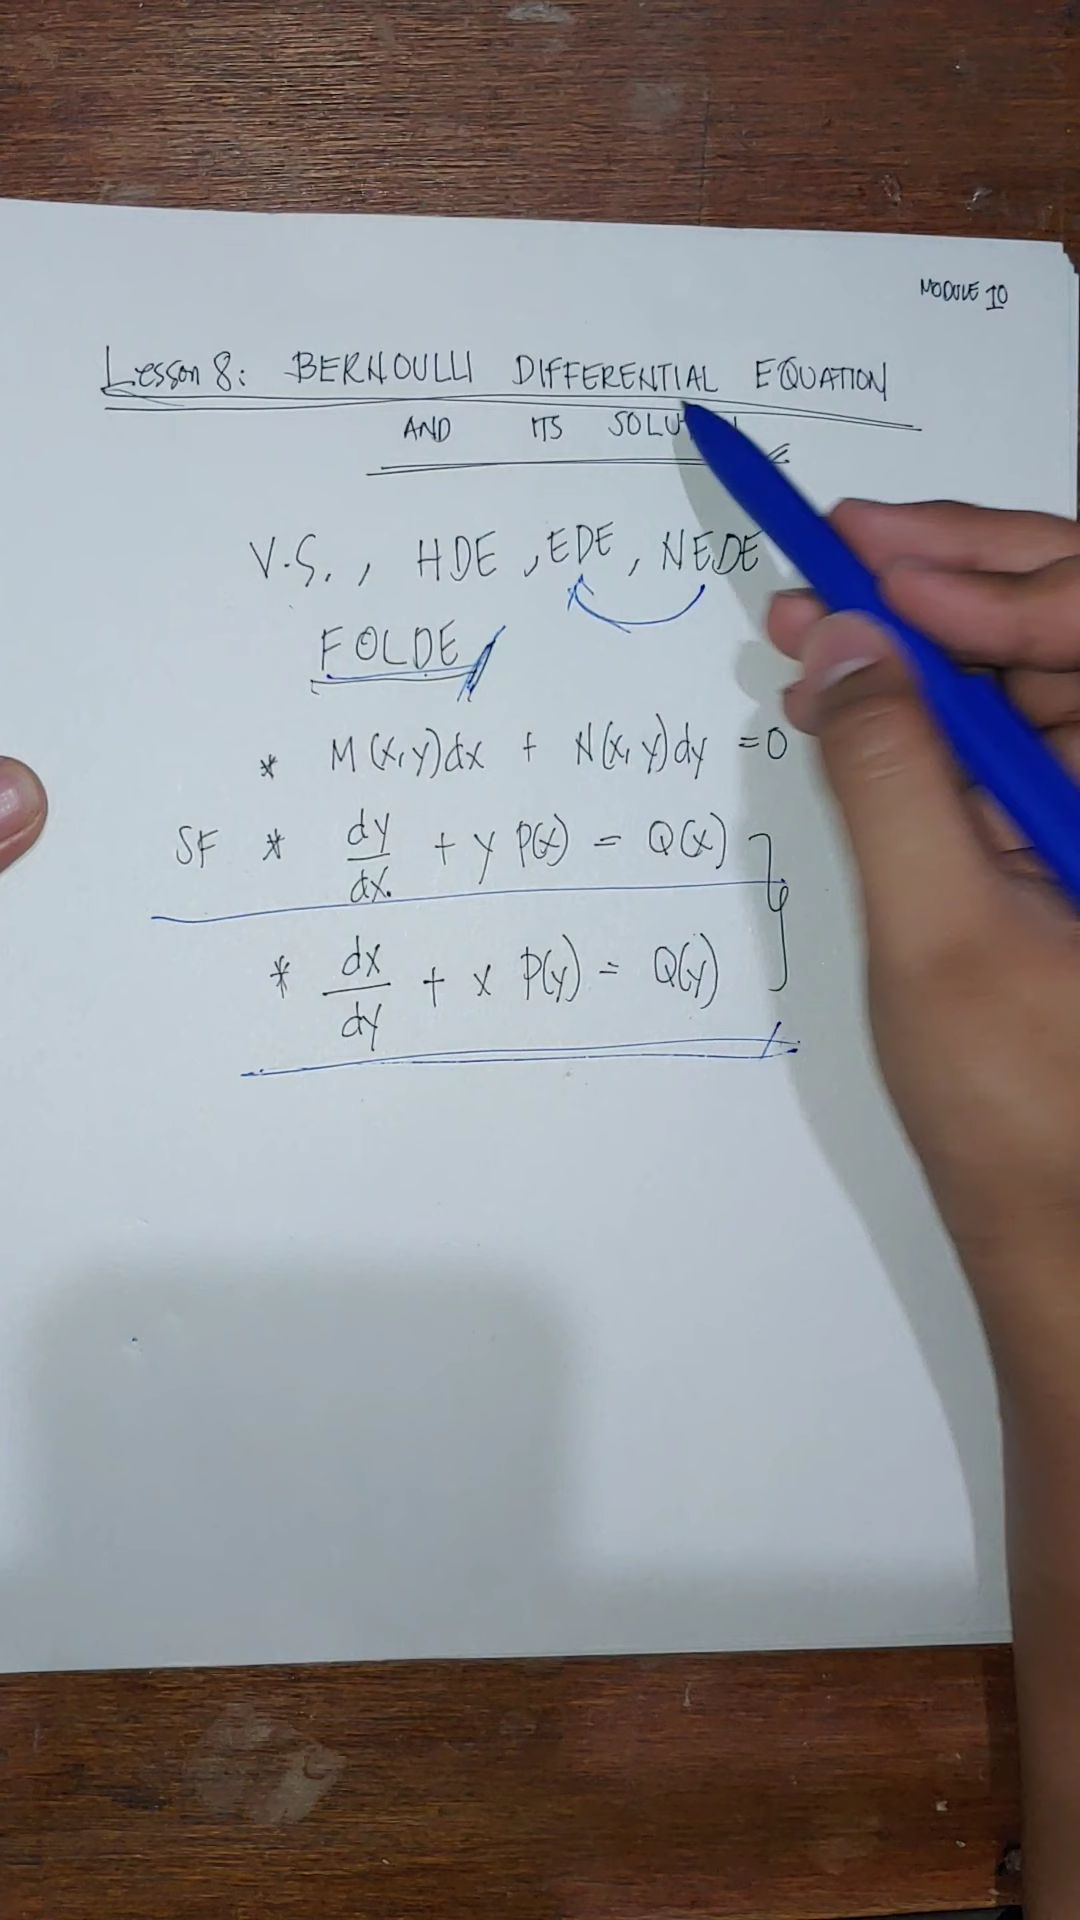 MODULE 10
Lesson 8: BERNOULLI DIFFERENTIAL EQUATION
AND ITS
V.S., HDE, EDE, NEDE
FOLDE
* M(x,y)dx + N(x,y)dy = 0
SF * dy/dx + y P(x) = Q(x)
* dx/dy + x P(y) = Q(y)